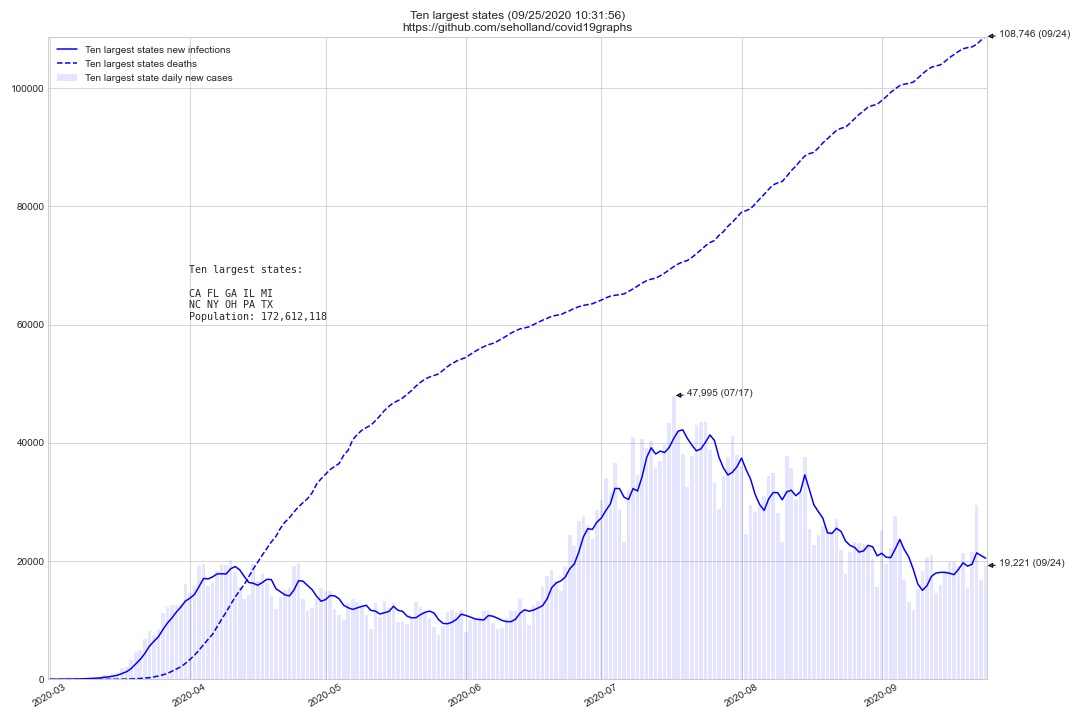 Ten largest states (09/25/2020 10:31:56)
https://github.com/seholland/covid19graphs
Ten largest states new infections
Ten largest states deaths
Ten largest state daily new cases
108,746 (09/24)
100000
80000
Ten largest states:
CA FL GA IL MI
NC NY OH PA TX
Population: 172,612,118
60000
47,995 (07/17)
40000
20000
19,221 (09/24)
0
2020-03
2020-04
2020-05
2020-06
2020-07
2020-08
2020-09